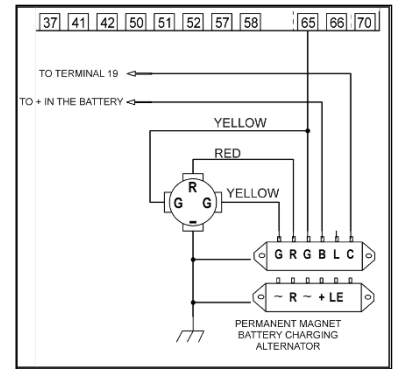 37 41 42 50 51 52 57 58 65 66 70
TO TERMINAL 19
TO + IN THE BATTERY
YELLOW
RED
YELLOW
R
G G
–
G R G B L C
~ R ~ + LE
PERMANENT MAGNET
BATTERY CHARGING
ALTERNATOR